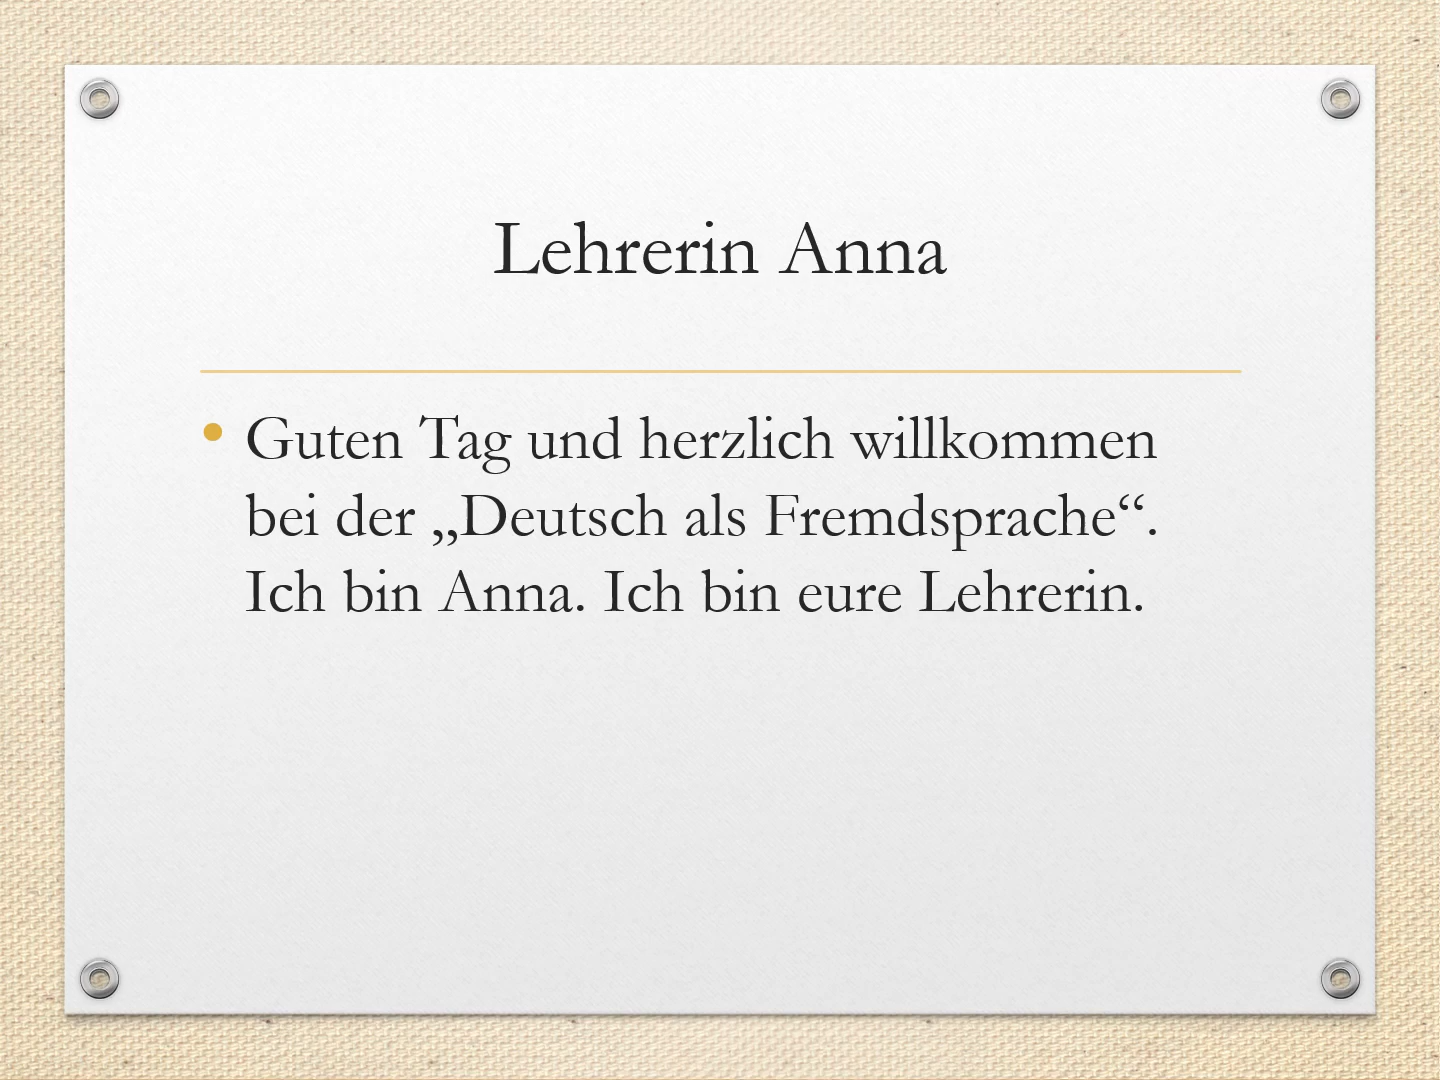 Lehrerin Anna
• Guten Tag und herzlich willkommen
bei der „Deutsch als Fremdsprache“.
Ich bin Anna. Ich bin eure Lehrerin.